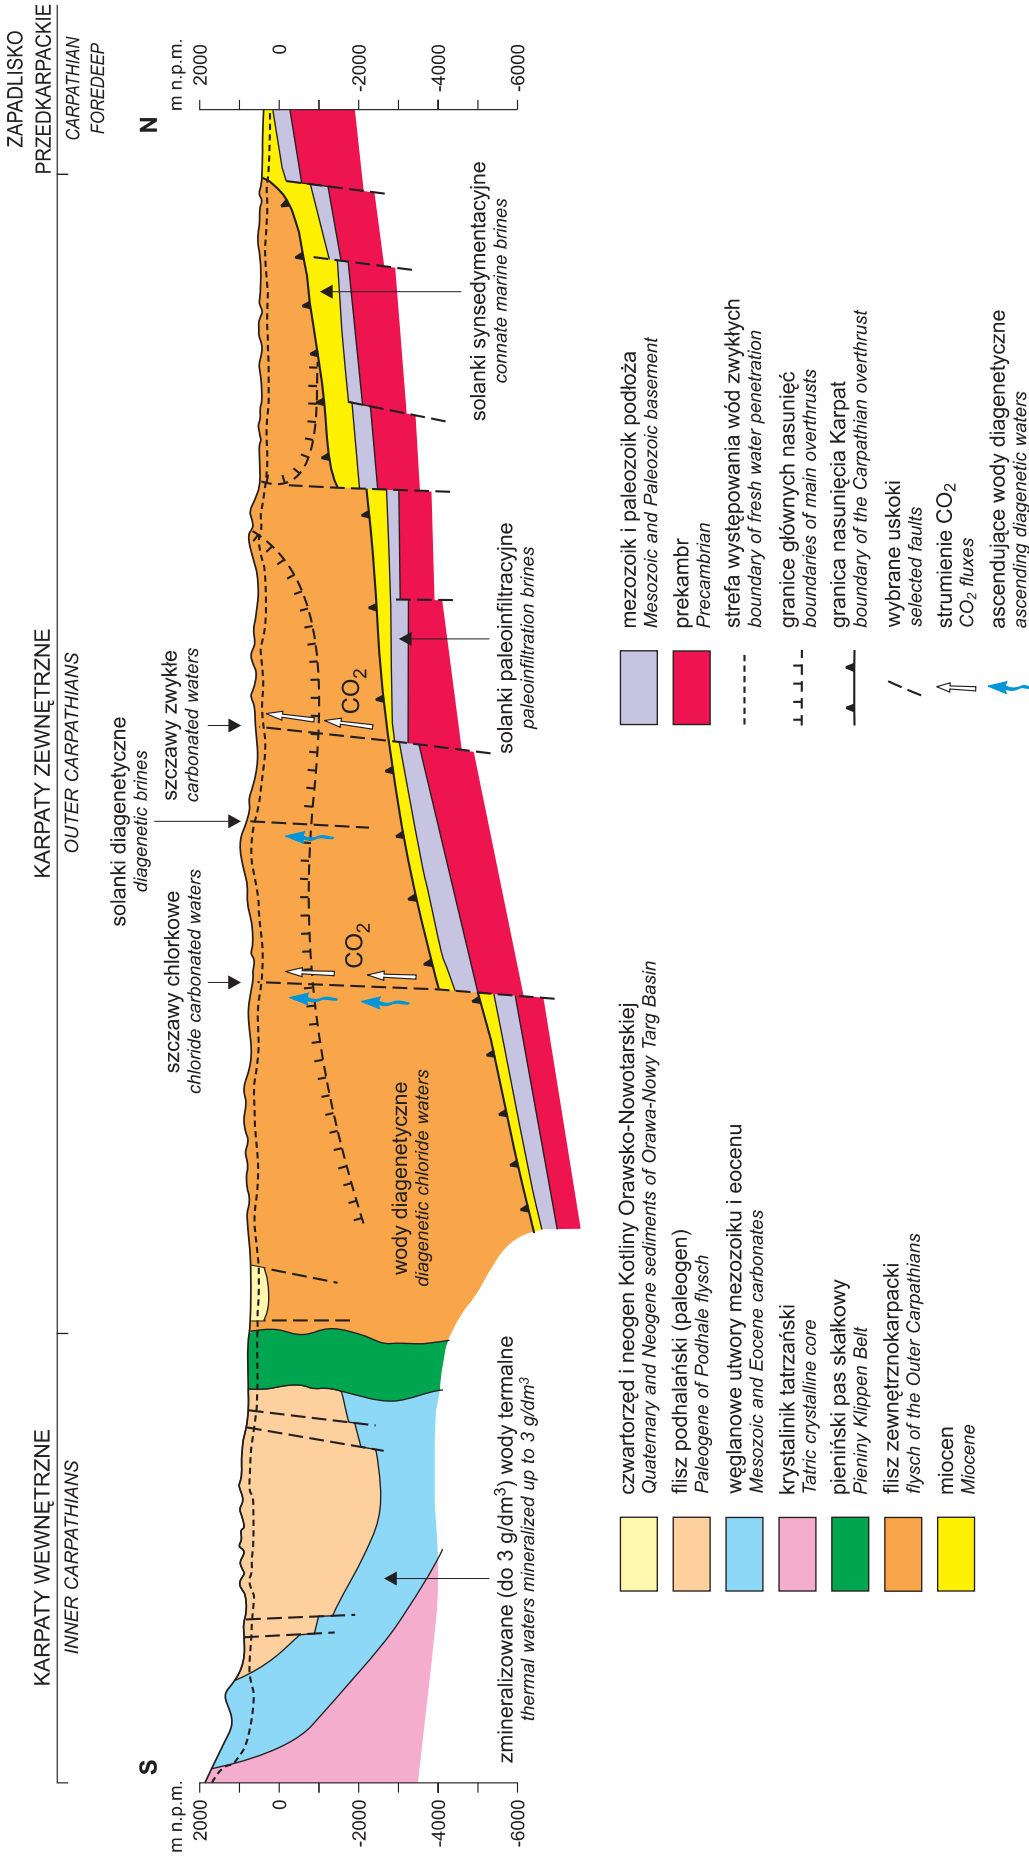 KARPATY WEWNĘTRZNE
INNER CARPATHIANS
KARPATY ZEWNĘTRZNE
OUTER CARPATHIANS
ZAPADLISKO
PRZEDKARPACKIE
CARPATHIAN
FOREDEEP
S
N
m n.p.m.
2000
0
-2000
-4000
-6000
m n.p.m.
2000
0
-2000
-4000
-6000
szczawy chlorkowe
chloride carbonated waters
solanki diagenetyczne
diagenetic brines
szczawy zwykłe
carbonated waters
CO2
CO2
wody diagenetyczne
diagenetic chloride waters
zmineralizowane (do 3 g/dm³) wody termalne
thermal waters mineralized up to 3 g/dm³
solanki paleoinfiltracyjne
paleinfiltration brines
solanki synsedymentacyjne
connate marine brines
czwartorzęd i neogen Kotliny Orawsko-Nowotarskiej
Quaternary and Neogene sediments of Orawa-Nowy Targ Basin
flisz podhalański (paleogen)
Paleogene of Podhale flysch
węglanowe utwory mezozoiku i eocenu
Mesozoic and Eocene carbonates
krystalinik tatrzański
Tatric crystalline core
pieniński pas skałkowy
Pieniny Klippen Belt
flisz zewnętrznokarpacki
flysch of the Outer Carpathians
miocen
Miocene
mezozoik i paleozoik podłoża
Mesozoic and Paleozoic basement
prekambr
Precambrian
strefa występowania wód zwykłych
boundary of fresh water penetration
granice głównych nasunięć
boundaries of main overthrusts
granica nasunięcia Karpat
boundary of the Carpathian overthrust
wybrane uskoki
selected faults
strumienie CO2
CO2 fluxes
ascendujące wody diagenetyczne
ascending diagenetic waters